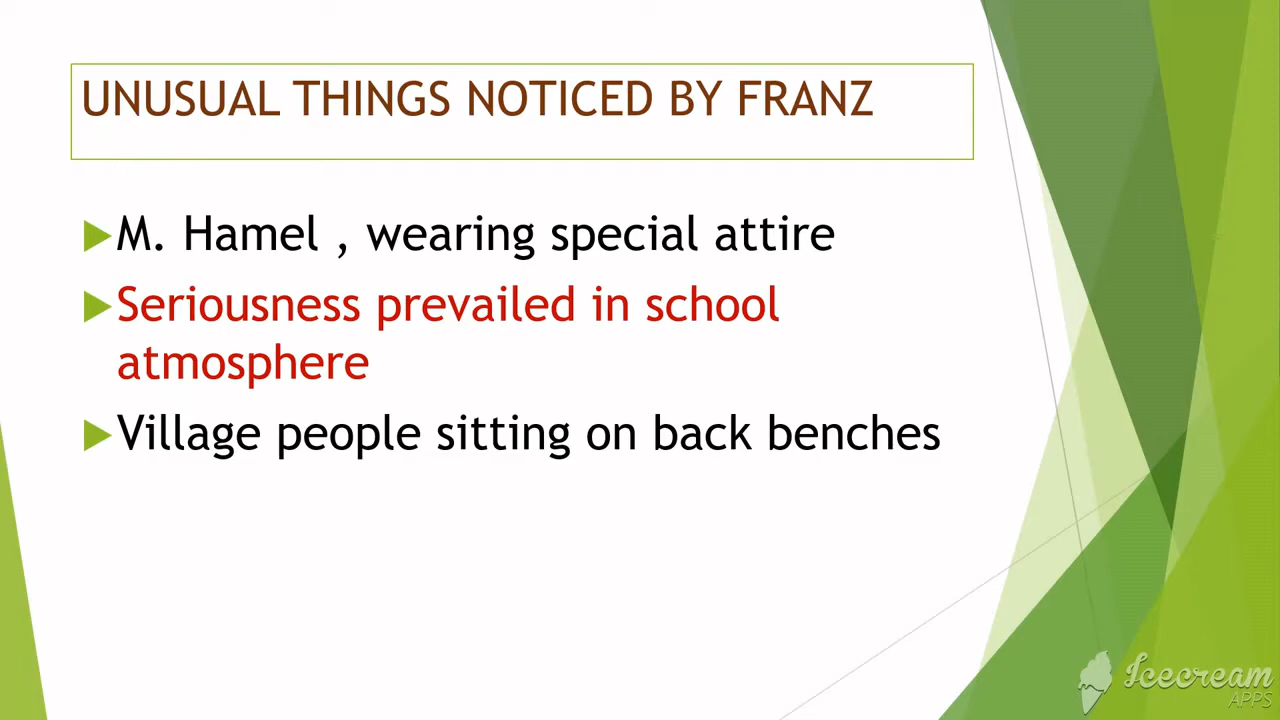 UNUSUAL THINGS NOTICED BY FRANZ
M. Hamel , wearing special attire
Seriousness prevailed in school
atmosphere
Village people sitting on back benches
Icecream
APPS